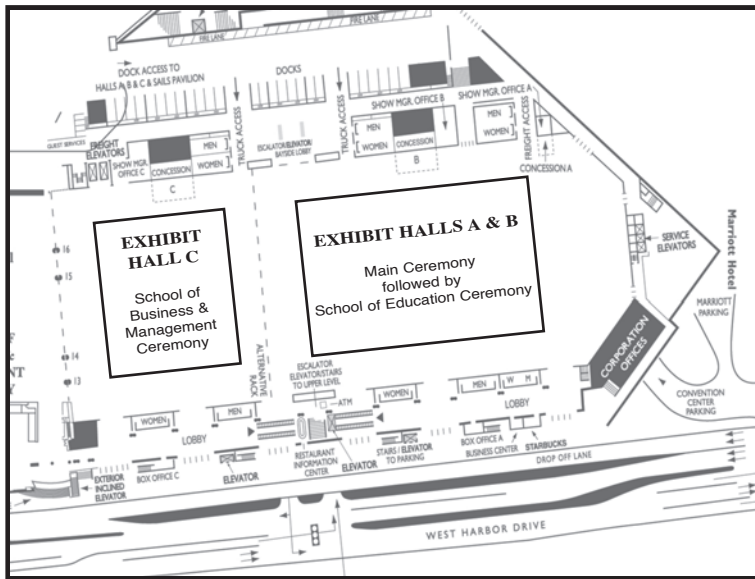 FIRE LANE
FIRE LANE
DOCK ACCESS TO
HALLS A, B & C & SAILS PAVILION
DOCKS
TRUCK ACCESS
TRUCK ACCESS
SHOW MGR. OFFICE B
SHOW MGR. OFFICE A
FREIGHT ACCESS
GUEST SERVICES
FREIGHT
ELEVATORS
SHOW MGR.
OFFICE C
CONCESSION
C
MEN
WOMEN
ESCALATOR/ELEVATOR/
BAYSIDE LOBBY
MEN
WOMEN
CONCESSION
B
MEN
WOMEN
CONCESSION A
EXHIBIT
HALL C
School of
Business &
Management
Ceremony
EXHIBIT HALLS A & B
Main Ceremony
followed by
School of Education Ceremony
SERVICE
ELEVATORS
Marriott Hotel
MARRIOTT
PARKING
CORPORATION
OFFICES
CONVENTION
CENTER
PARKING
16
15
14
13
ALTERNATIVE
RACK
ESCALATOR
ELEVATOR/STAIRS
TO UPPER LEVEL
ATM
WOMEN
MEN
LOBBY
WOMEN
MEN
W M
LOBBY
EXTERIOR
INCLINED
ELEVATOR
BOX OFFICE C
ELEVATOR
RESTAURANT
INFORMATION
CENTER
ELEVATOR
STAIRS / ELEVATOR
TO PARKING
BOX OFFICE A
BUSINESS CENTER
STARBUCKS
DROP OFF LANE
WEST HARBOR DRIVE